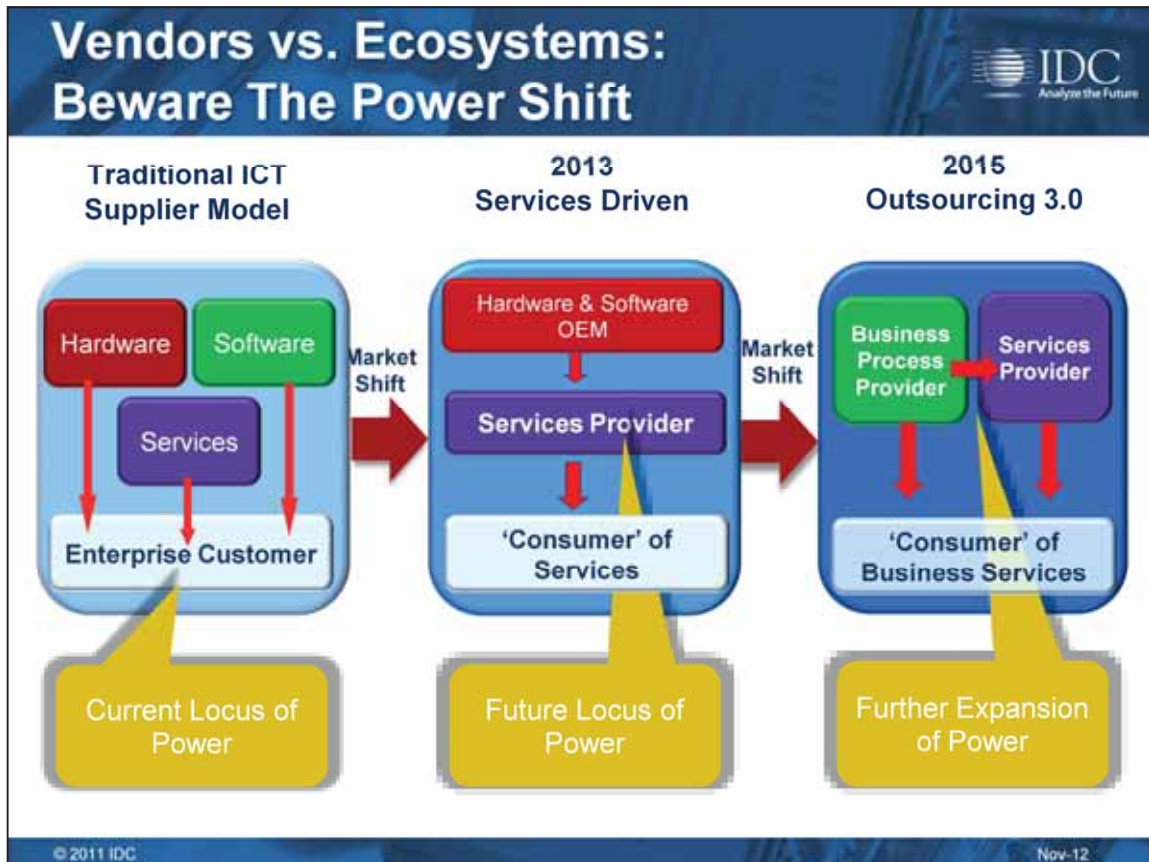 Vendors vs. Ecosystems:
Beware The Power Shift
IDC
Analyze the Future
Traditional ICT
Supplier Model
Hardware
Software
Services
Enterprise Customer
Current Locus of
Power
Market
Shift
2013
Services Driven
Hardware & Software
OEM
Services Provider
‘Consumer’ of
Services
Future Locus of
Power
Market
Shift
2015
Outsourcing 3.0
Business
Process
Provider
Services
Provider
‘Consumer’ of
Business Services
Further Expansion
of Power
© 2011 IDC
Nov-12